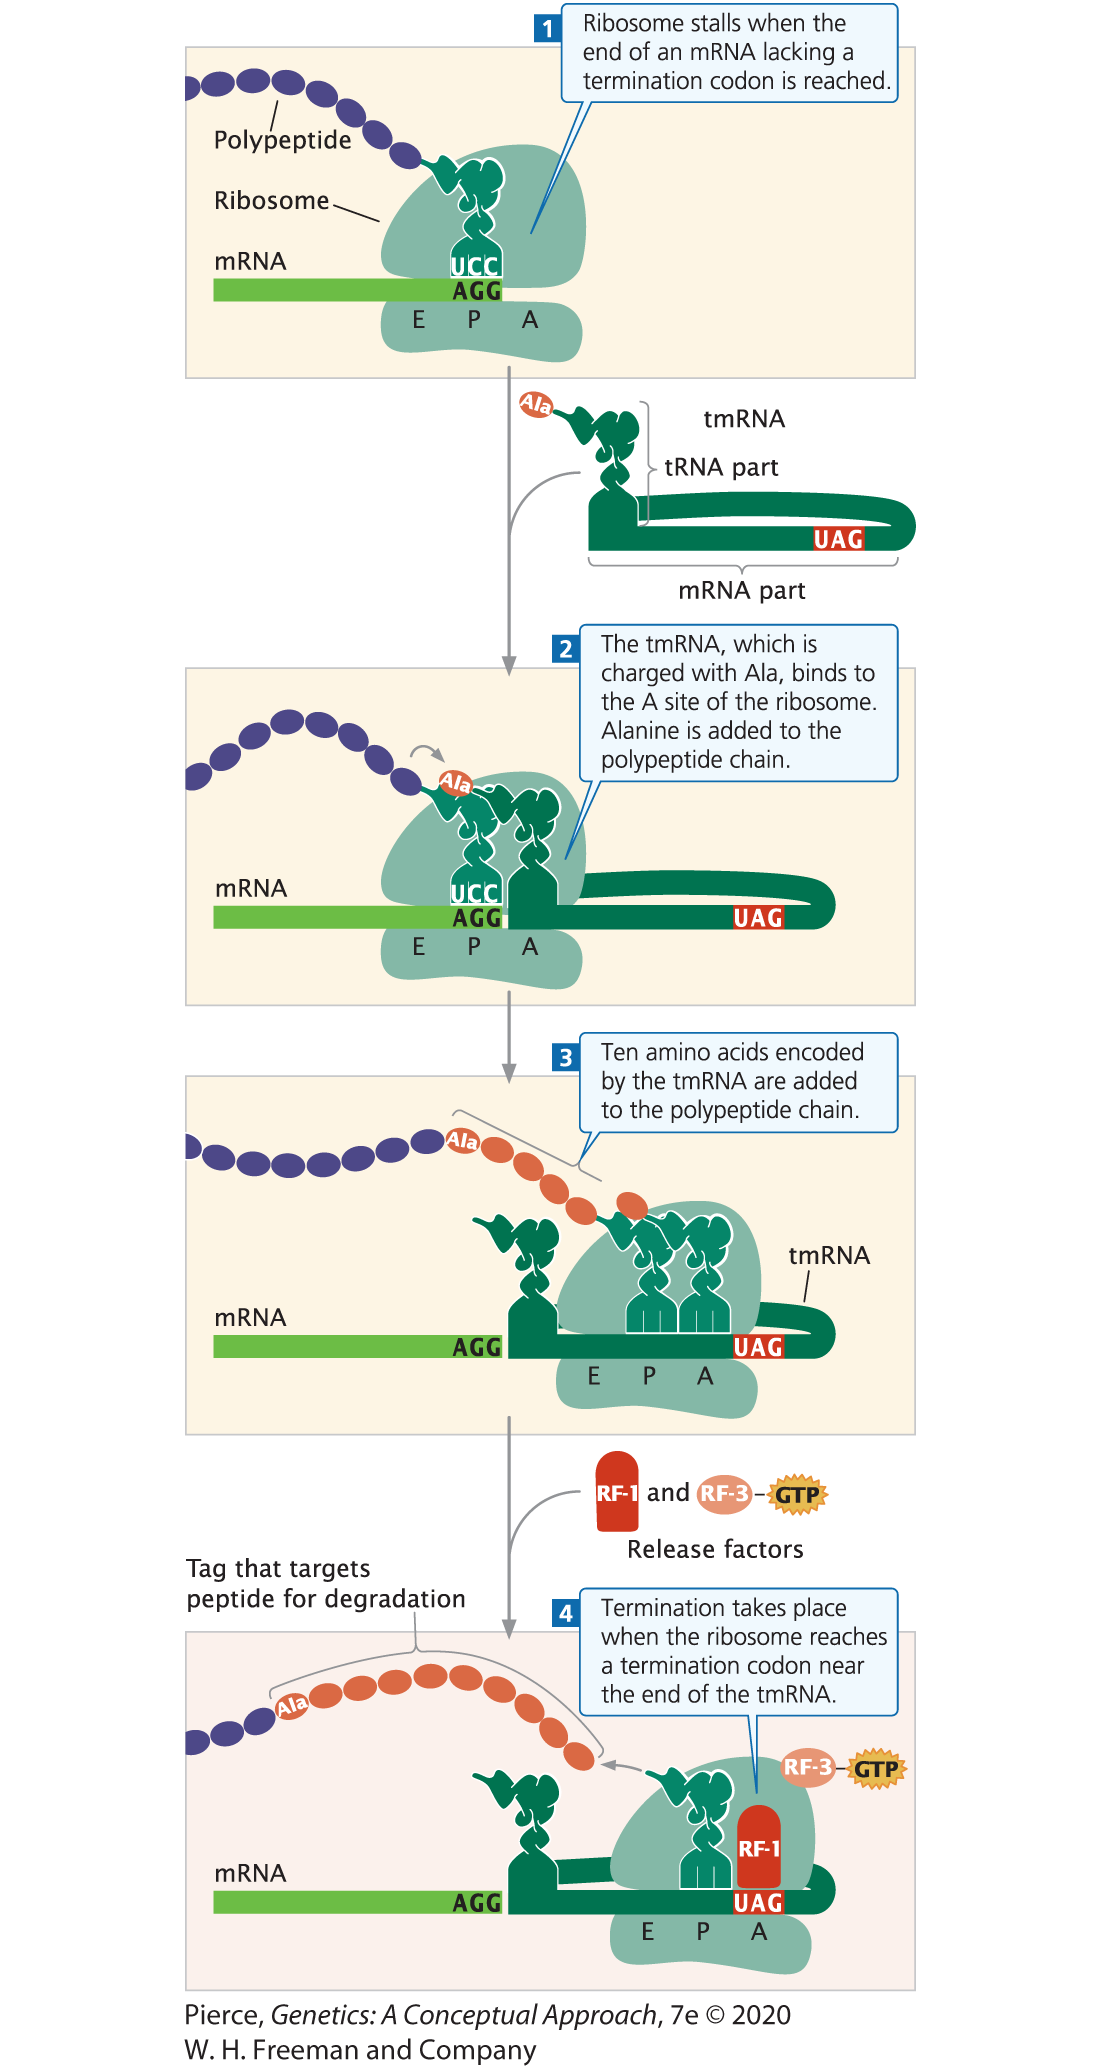 1
Ribosome stalls when the
end of an mRNA lacking a
termination codon is reached.
Polypeptide
Ribosome
mRNA
UCC
AGG
E P A
Ala
tmRNA
tRNA part
UAG
mRNA part
2
The tmRNA, which is
charged with Ala, binds to
the A site of the ribosome.
Alanine is added to the
polypeptide chain.
Ala
mRNA
UCC
AGG
UAG
E P A
3
Ten amino acids encoded
by the tmRNA are added
to the polypeptide chain.
Ala
tmRNA
mRNA
AGG
UAG
E P A
RF-1 and RF-3 – GTP
Release factors
Tag that targets
peptide for degradation
4
Termination takes place
when the ribosome reaches
a termination codon near
the end of the tmRNA.
Ala
RF-3 – GTP
RF-1
mRNA
AGG
UAG
E P A
Pierce, Genetics: A Conceptual Approach, 7e © 2020
W. H. Freeman and Company